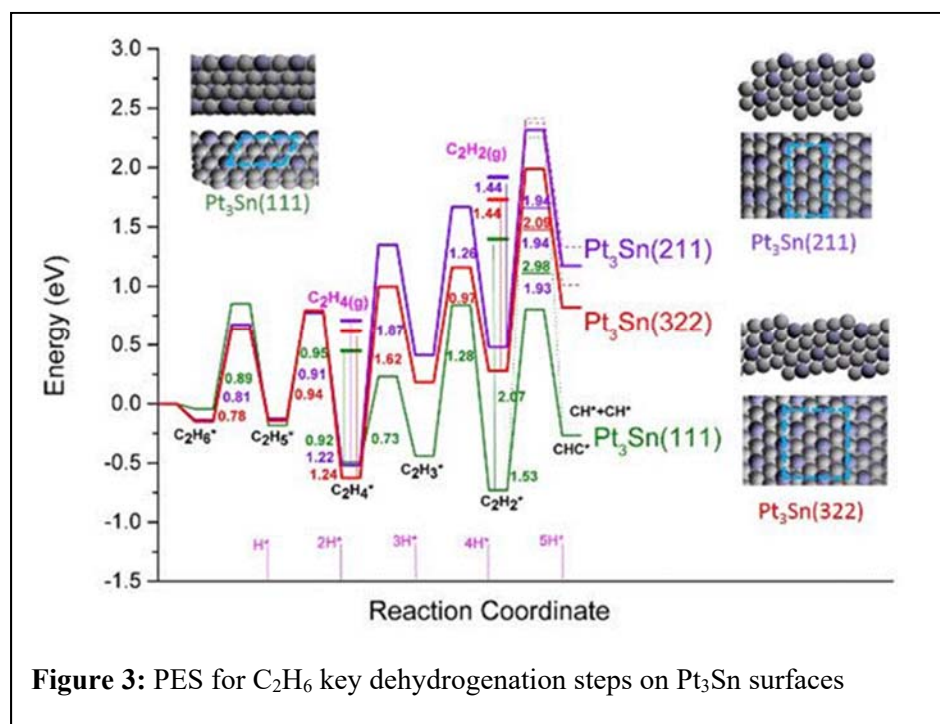 3.0
2.5
2.0
1.5
1.0
0.5
0.0
-0.5
-1.0
-1.5
Energy (eV)
Reaction Coordinate
Pt₃Sn(111)
Pt₃Sn(211)
Pt₃Sn(322)
C₂H₆*
0.89
0.81
0.78
C₂H₅*
0.95
0.91
0.94
C₂H₄(g)
0.92
1.22
1.24
C₂H₄*
1.87
1.62
0.73
C₂H₃*
1.26
0.97
1.28
C₂H₂(g)
1.44
1.44
2.07
C₂H₂*
1.53
1.94
2.09
1.94
2.98
1.93
Pt₃Sn(211)
Pt₃Sn(322)
CH*+CH*
Pt₃Sn(111)
CHC*
H*
2H*
3H*
4H*
5H*
Figure 3: PES for C₂H₆ key dehydrogenation steps on Pt₃Sn surfaces